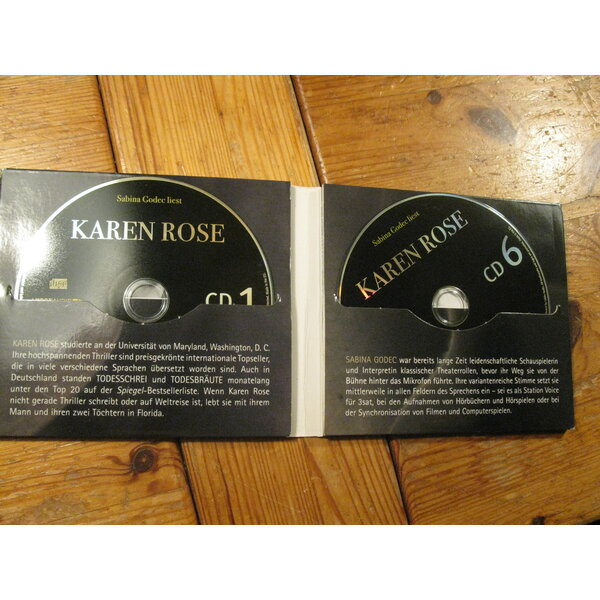 Sabina Godec liest
KAREN ROSE
CD 1
KAREN ROSE studierte an der Universität von Maryland, Washington, D. C.
Ihre hochspannenden Thriller sind preisgekrönte internationale Topseller,
die in viele verschiedene Sprachen übersetzt worden sind. Auch in
Deutschland standen TODESSCHREI und TODESBRÄUTE monatelang
unter den Top 20 auf der Spiegel-Bestsellerliste. Wenn Karen Rose
nicht gerade Thriller schreibt oder auf Weltreise ist, lebt sie mit ihrem
Mann und ihren zwei Töchtern in Florida.
Sabina Godec liest
KAREN ROSE
CD 6
SABINA GODEC war bereits lange Zeit leidenschaftliche Schauspielerin
und Interpretin klassischer Theaterrollen, bevor ihr Weg sie von der
Bühne hinter das Mikrofon führte. Ihre variantenreiche Stimme setzt sie
mittlerweile in allen Feldern des Sprechens ein – sei es als Station Voice
für 3sat, bei den Aufnahmen von Hörbüchern und Hörspielen oder bei
der Synchronisation von Filmen und Computerspielen.